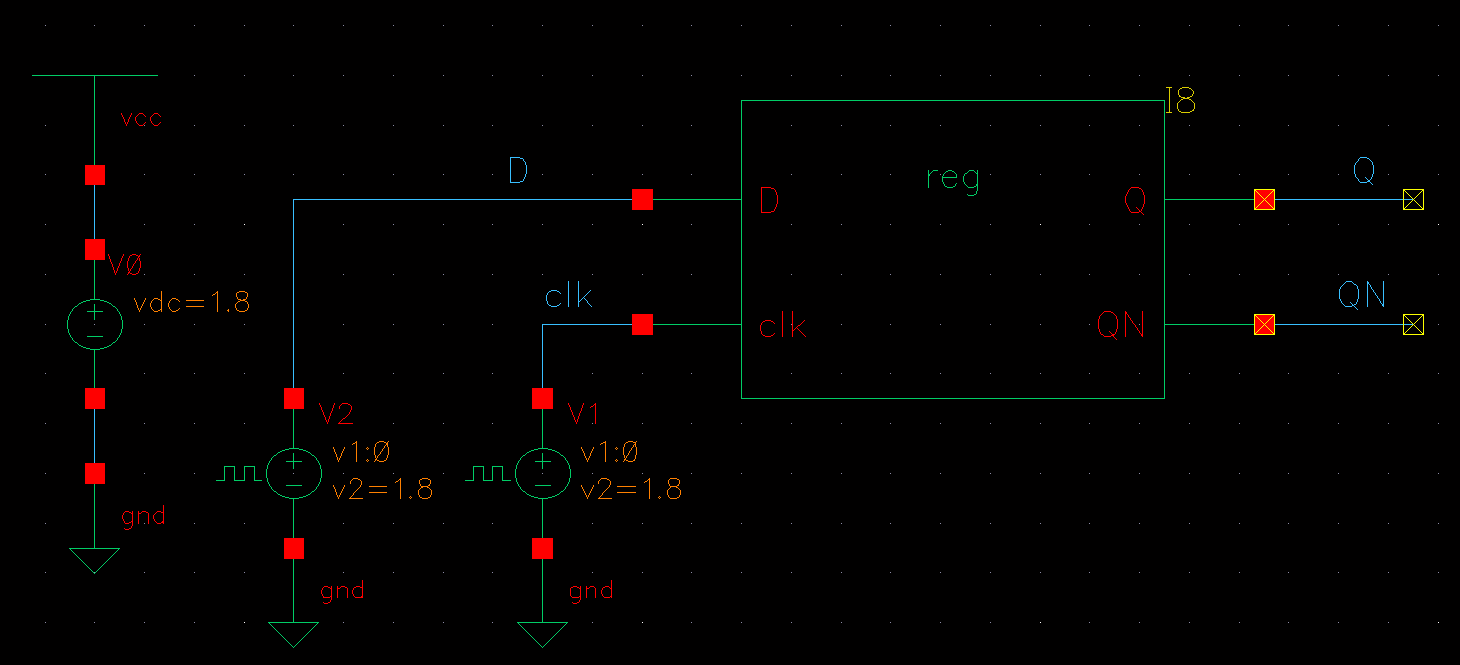 I8
vcc
D
reg
Q
D
Q
V0
vdc=1.8
clk
QN
clk
QN
V2
V1
v1:0
v1:0
v2=1.8
v2=1.8
gnd
gnd
gnd